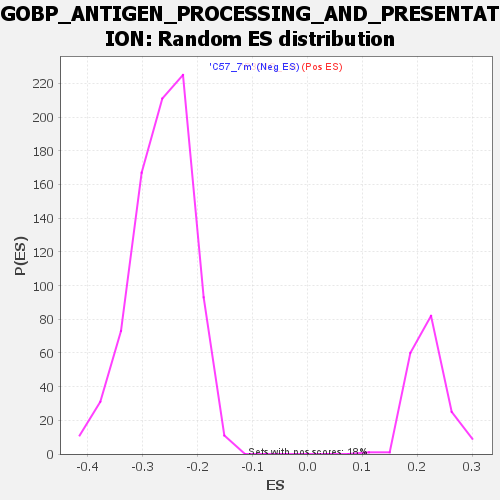 GOBP_ANTIGEN_PROCESSING_AND_PRESENTAT
ION: Random ES distribution
'C57_7m' (Neg ES) (Pos ES)
220
200
180
160
140
120
100
80
60
40
20
0
P(ES)
Sets with pos scores: 18%
-0.4 -0.3 -0.2 -0.1 0.0 0.1 0.2 0.3
ES